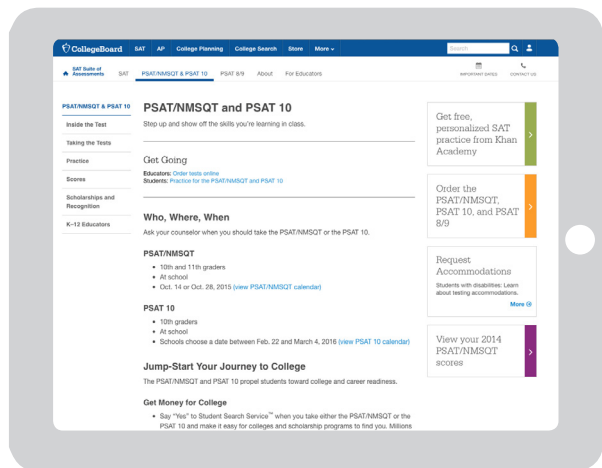 CollegeBoard SAT AP College Planning College Search Store More
Search
SAT Suite of
Assessments SAT PSAT/NMSQT & PSAT 10 PSAT 8/9 About For Educators
IMPORTANT DATES CONTACT US
PSAT/NMSQT & PSAT 10
Inside the Test
Taking the Tests
Practice
Scores
Scholarships and
Recognition
K–12 Educators
PSAT/NMSQT and PSAT 10
Step up and show off the skills you're learning in class.
Get Going
Educators: Order tests online
Students: Practice for the PSAT/NMSQT and PSAT 10
Who, Where, When
Ask your counselor when you should take the PSAT/NMSQT or the PSAT 10.
PSAT/NMSQT
• 10th and 11th graders
• At school
• Oct. 14 or Oct. 28, 2015 (view PSAT/NMSQT calendar)
PSAT 10
• 10th graders
• At school
• Schools choose a date between Feb. 22 and March 4, 2016 (view PSAT 10 calendar)
Jump-Start Your Journey to College
The PSAT/NMSQT and PSAT 10 propel students toward college and career readiness.
Get Money for College
• Say "Yes" to Student Search Service™ when you take either the PSAT/NMSQT or the
PSAT 10 and make it easy for colleges and scholarship programs to find you. Millions
Get free,
personalized SAT
practice from Khan
Academy
Order the
PSAT/NMSQT,
PSAT 10, and PSAT
8/9
Request
Accommodations
Students with disabilities: Learn
about testing accommodations.
More
View your 2014
PSAT/NMSQT
scores